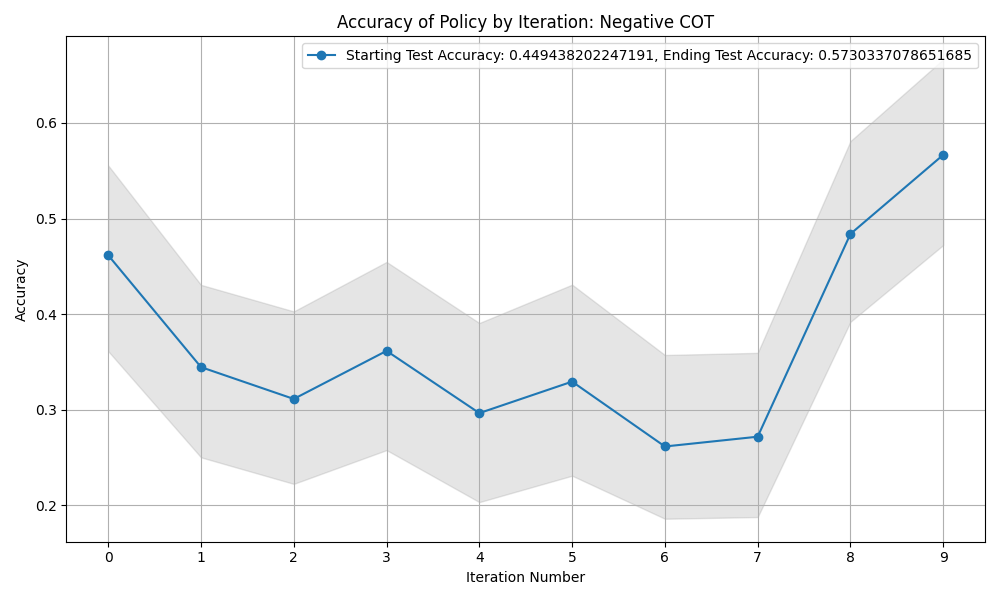 Accuracy of Policy by Iteration: Negative COT
Starting Test Accuracy: 0.449438202247191, Ending Test Accuracy: 0.5730337078651685
0.6
0.5
0.4
0.3
0.2
Accuracy
0 1 2 3 4 5 6 7 8 9
Iteration Number